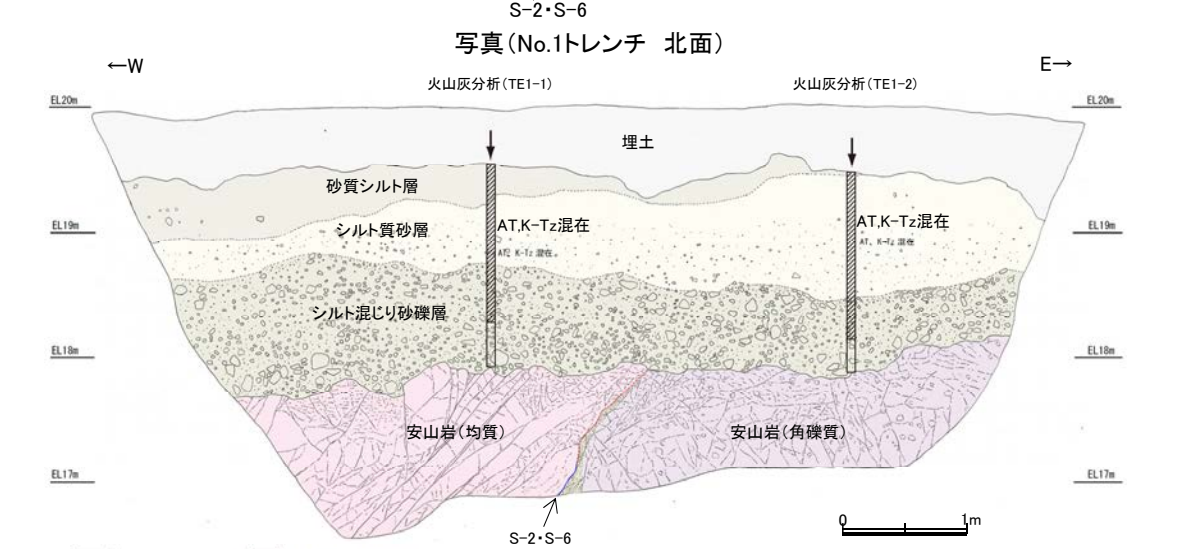 S-2・S-6
写真(No.1トレンチ 北面)
←W
E→
火山灰分析(TE1-1)
火山灰分析(TE1-2)
EL20m
EL20m
埋土
砂質シルト層
シルト質砂層
AT,K-Tz混在
AT、K-Tz 混在。
AT,K-Tz混在
AT、K-Tz 混在
EL19m
EL19m
シルト混じり砂礫層
EL18m
EL18m
安山岩(均質)
安山岩(角礫質)
EL17m
EL17m
S-2・S-6
0 1m